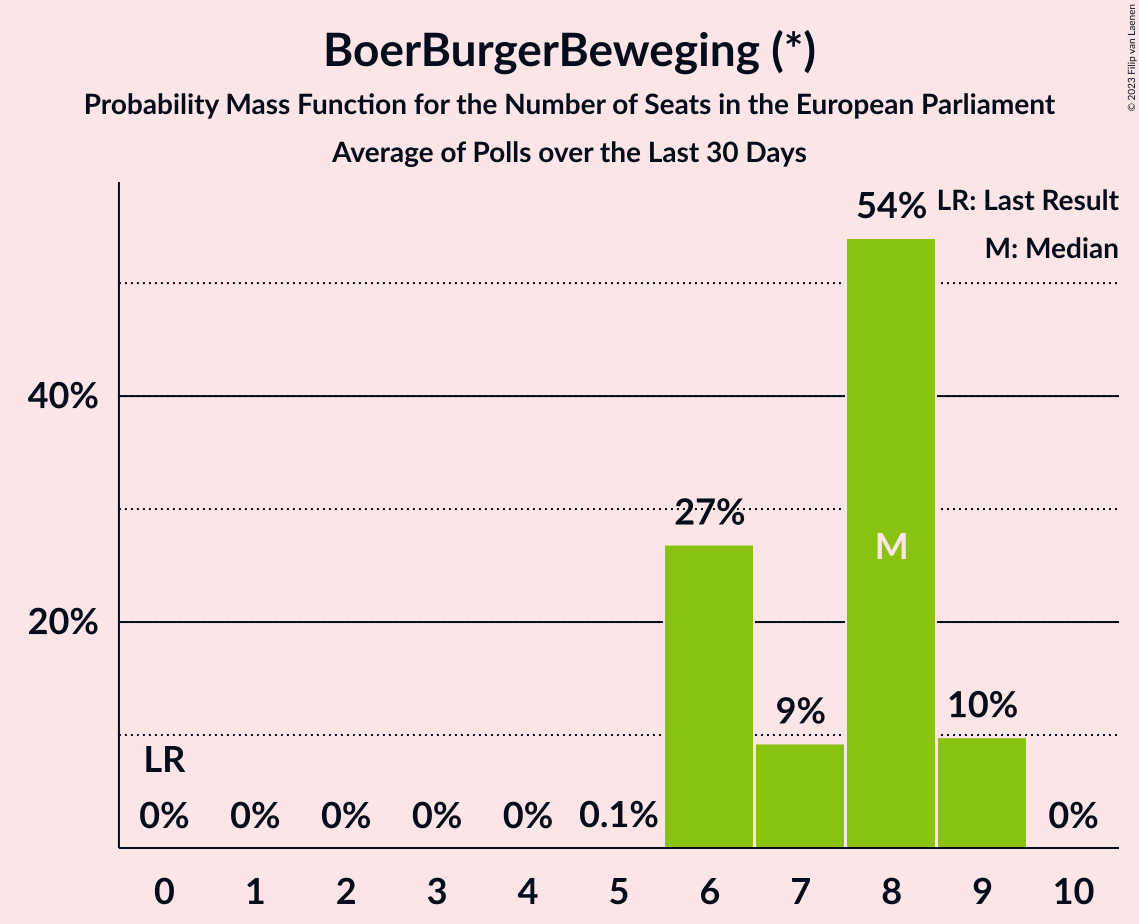 BoerBurgerBeweging (*)
Probability Mass Function for the Number of Seats in the European Parliament
Average of Polls over the Last 30 Days
© 2023 Filip van Laenen
LR: Last Result
M: Median
54%
40%
27%
M
20%
9%
10%
LR
0%
0%
0%
0%
0%
0.1%
0%
0 1 2 3 4 5 6 7 8 9 10